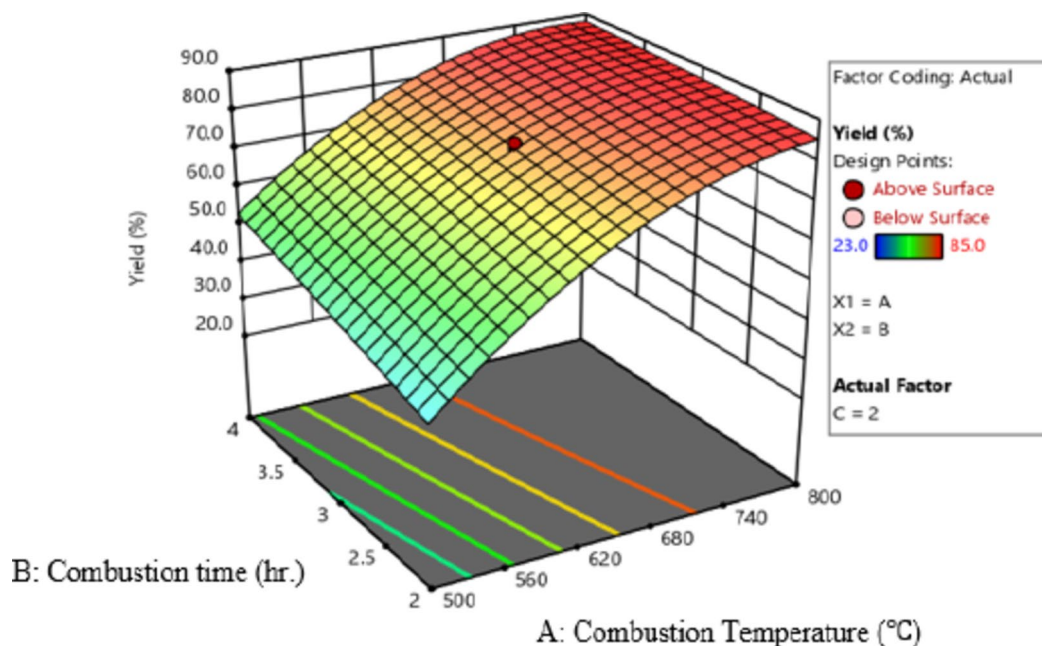 90.0
80.0
70.0
60.0
50.0
40.0
30.0
20.0
Yield (%)
4
3.5
3
2.5
2
B: Combustion time (hr.)
500
560
620
680
740
800
A: Combustion Temperature (℃)
Factor Coding: Actual
Yield (%)
Design Points:
Above Surface
Below Surface
23.0 85.0
X1 = A
X2 = B
Actual Factor
C = 2